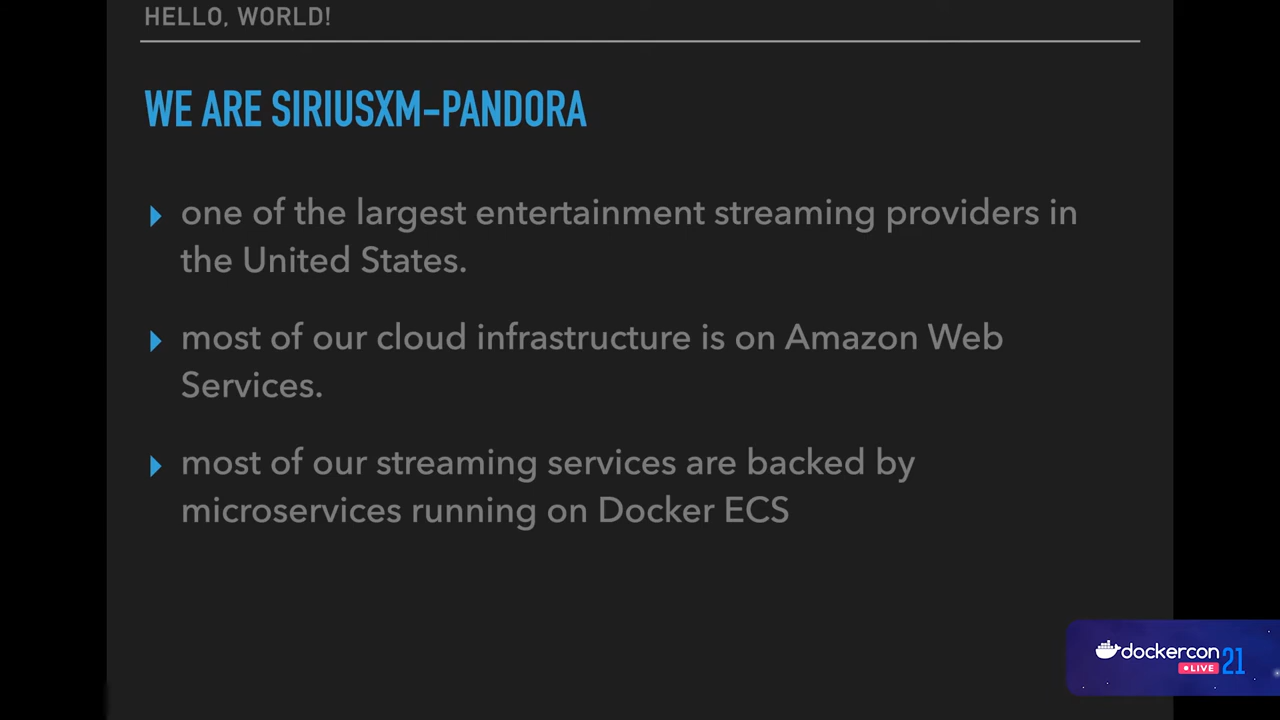 HELLO, WORLD!
WE ARE SIRIUSXM-PANDORA
one of the largest entertainment streaming providers in
the United States.
most of our cloud infrastructure is on Amazon Web
Services.
most of our streaming services are backed by
microservices running on Docker ECS
dockercon
LIVE 21